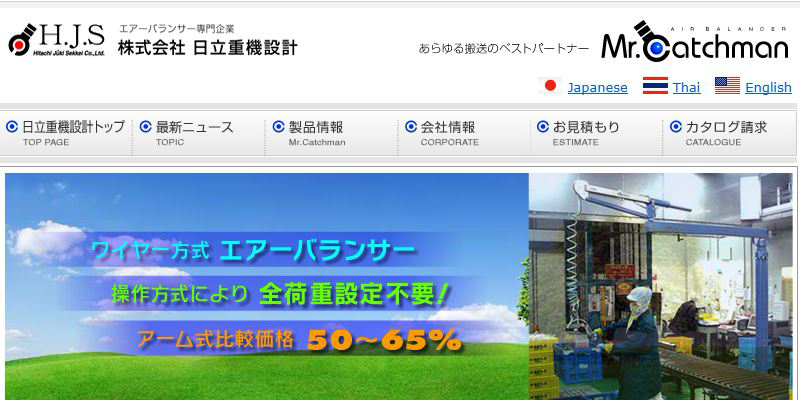 H.J.S
Hitachi Jūki Sekkei Co.,Ltd.
エアーバランサー専門企業
株式会社 日立重機設計
あらゆる搬送のベストパートナー
AIR BALANCER
Mr.Catchman
Japanese Thai English
日立重機設計トップ 最新ニュース 製品情報 会社情報 お見積もり カタログ請求
TOP PAGE TOPIC Mr.Catchman CORPORATE ESTIMATE CATALOGUE
ワイヤー方式 エアーバランサー
操作方式により 全荷重設定不要!
アーム式比較価格 50〜65%